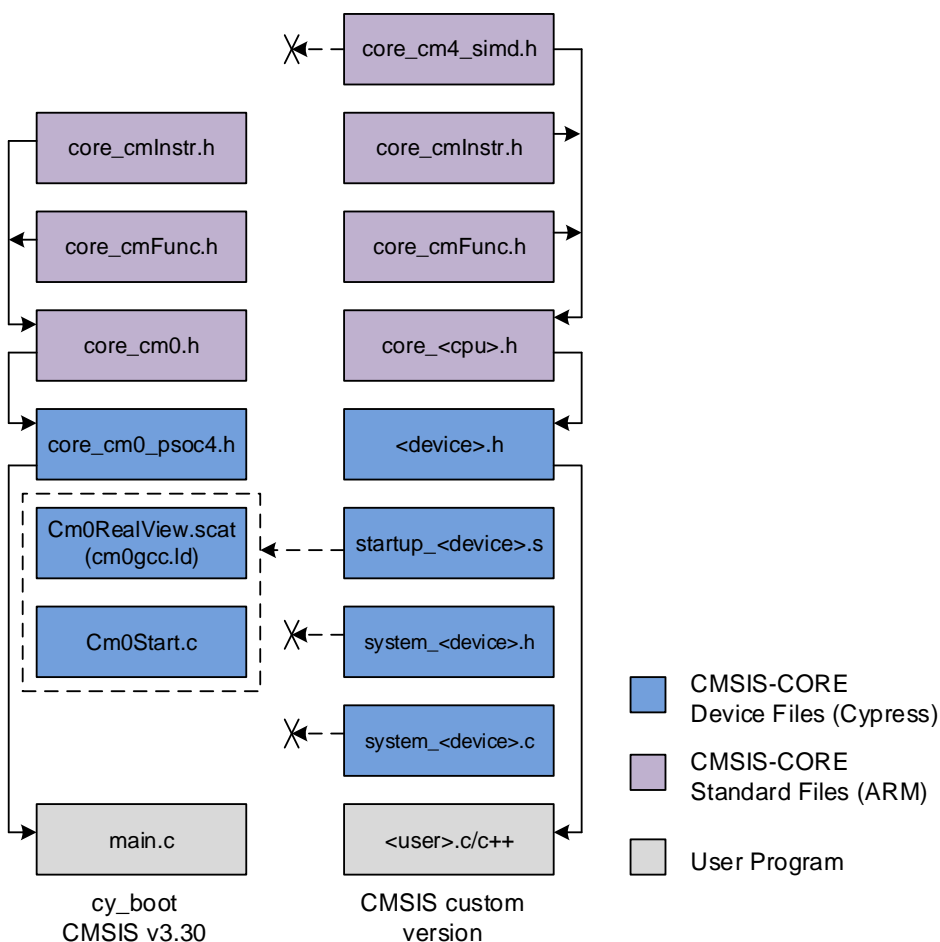 core_cm4_simd.h
core_cmInstr.h
core_cmInstr.h
core_cmFunc.h
core_cmFunc.h
core_cm0.h
core_<cpu>.h
core_cm0_psoc4.h
<device>.h
Cm0RealView.scat
(cm0gcc.ld)
startup_<device>.s
Cm0Start.c
system_<device>.h
system_<device>.c
main.c
<user>.c/c++
cy_boot
CMSIS v3.30
CMSIS custom
version
CMSIS-CORE
Device Files (Cypress)
CMSIS-CORE
Standard Files (ARM)
User Program